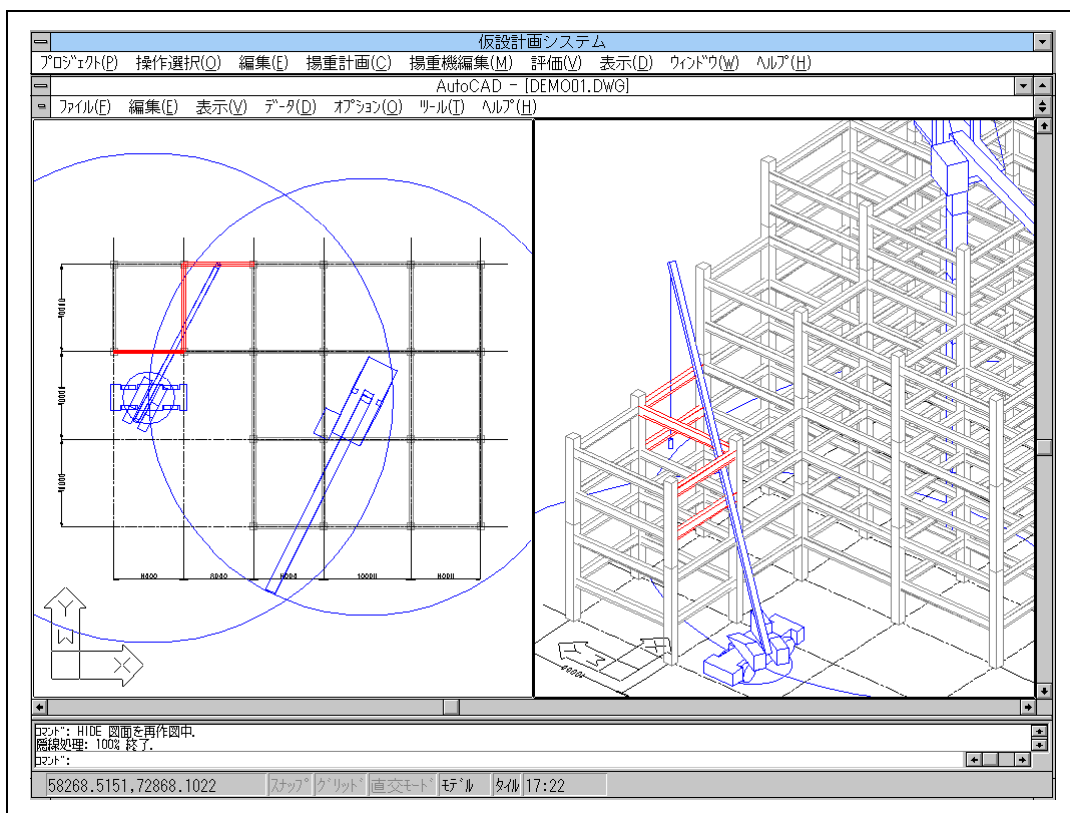 仮設計画システム
ﾌﾟﾛｼﾞｪｸﾄ(P) 操作選択(O) 編集(E) 揚重計画(C) 揚重機編集(M) 評価(V) 表示(D) ｳｨﾝﾄﾞｳ(W) ﾍﾙﾌﾟ(H)
AutoCAD - [DEMO01.DWG]
ﾌｧｲﾙ(F) 編集(E) 表示(V) ﾃﾞｰﾀ(D) ｵﾌﾟｼｮﾝ(O) ﾂｰﾙ(T) ﾍﾙﾌﾟ(H)
Y
W
X
ｺﾏﾝﾄﾞ: HIDE 図面を再作図中.
隠線処理: 100% 終了.
ｺﾏﾝﾄﾞ:
58268.5151,72868.1022 ｽﾅｯﾌﾟ ｸﾞﾘｯﾄﾞ 直交ﾓｰﾄﾞ ﾓﾃﾞﾙ ﾀｲﾙ 17:22